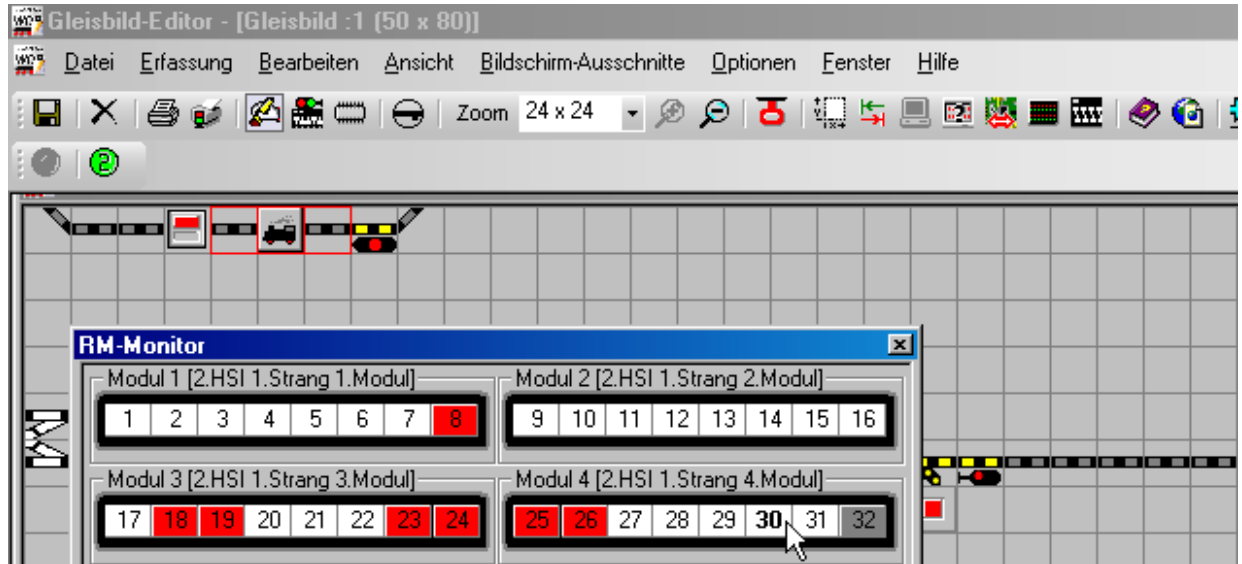 Gleisbild-Editor - [Gleisbild :1 (50 x 80)]
Datei Erfassung Bearbeiten Ansicht Bildschirm-Ausschnitte Optionen Fenster Hilfe
Zoom 24 x 24
2
RM-Monitor
Modul 1 [2.HSI 1.Strang 1.Modul] Modul 2 [2.HSI 1.Strang 2.Modul]
1 2 3 4 5 6 7 8 9 10 11 12 13 14 15 16
Modul 3 [2.HSI 1.Strang 3.Modul] Modul 4 [2.HSI 1.Strang 4.Modul]
17 18 19 20 21 22 23 24 25 26 27 28 29 30 31 32